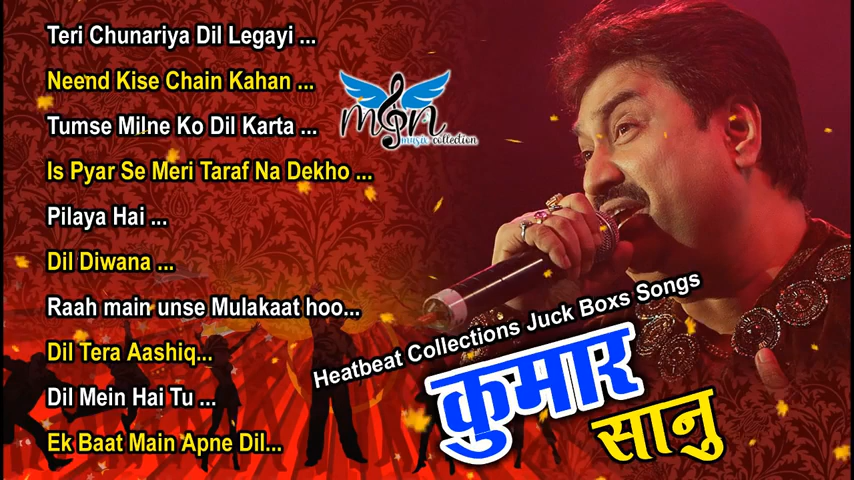 Teri Chunariya Dil Legayi ...
Neend Kise Chain Kahan ...
Tumse Milne Ko Dil Karta ...
Is Pyar Se Meri Taraf Na Dekho ...
Pilaya Hai ...
Dil Diwana ...
Raah main unse Mulakaat hoo...
Dil Tera Aashiq...
Dil Mein Hai Tu ...
Ek Baat Main Apne Dil...
music collection
Heatbeat Collections Juck Boxs Songs
कुमार
सानु